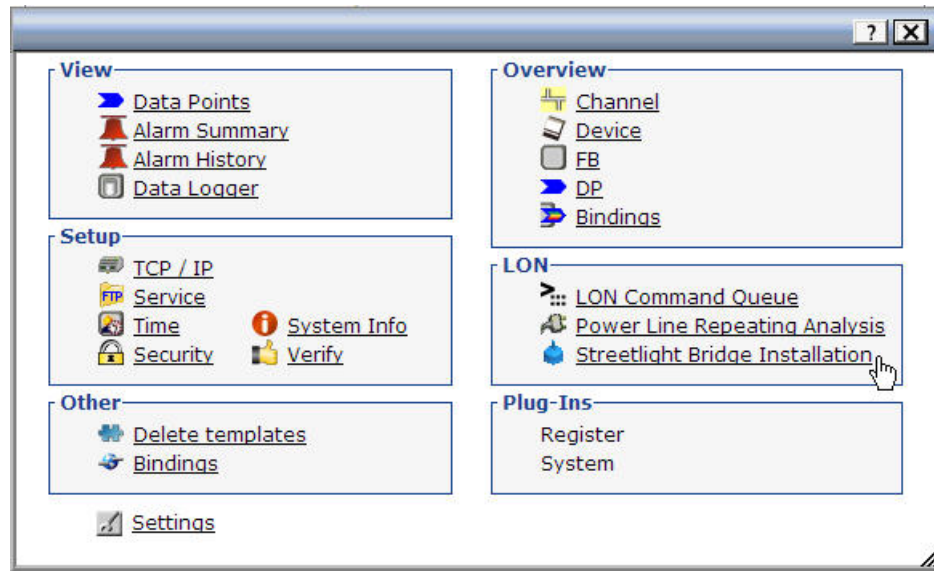 ? X
View
Data Points
Alarm Summary
Alarm History
Data Logger
Setup
TCP / IP
FTP Service
Time
System Info
Security
Verify
Other
Delete templates
Bindings
Settings
Overview
Channel
Device
FB
DP
Bindings
LON
LON Command Queue
Power Line Repeating Analysis
Streetlight Bridge Installation
Plug-Ins
Register
System